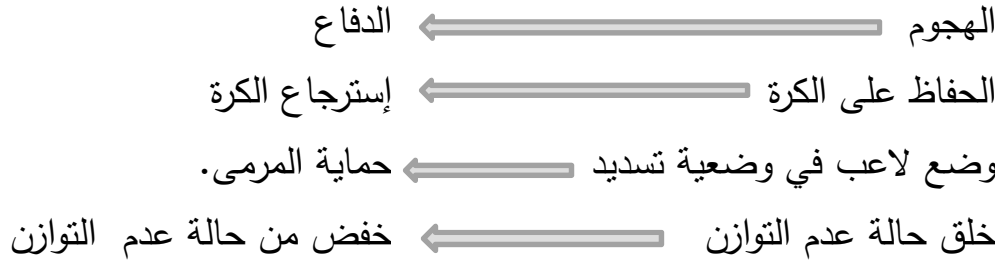 الهجوم الدفاع
الحفاظ على الكرة إسترجاع الكرة
وضع لاعب في وضعية تسديد حماية المرمى.
خلق حالة عدم التوازن خفض من حالة عدم التوازن